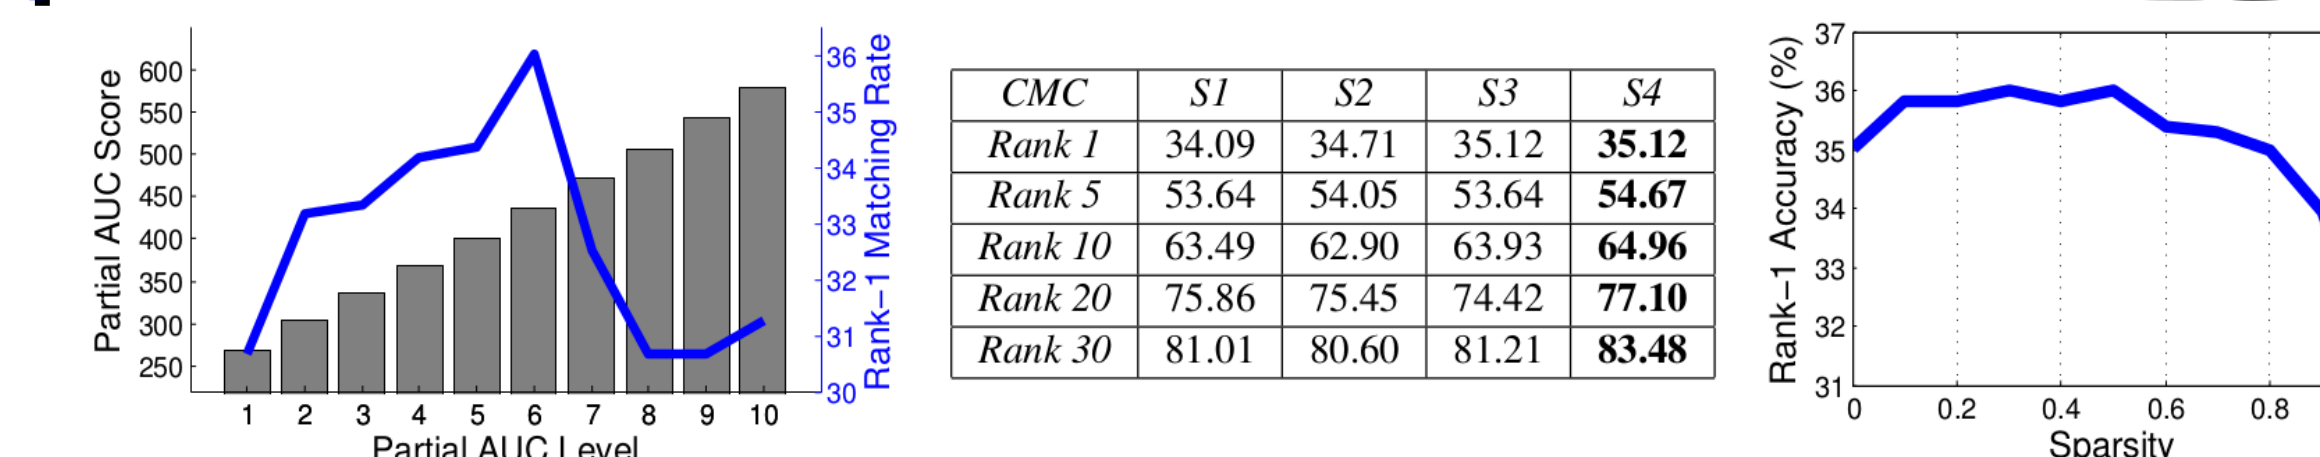 Partial AUC Score
600
550
500
450
400
350
300
250
1 2 3 4 5 6 7 8 9 10
Partial AUC Level
36
35
34
33
32
31
30
Rank-1 Matching Rate
CMC S1 S2 S3 S4
Rank 1 34.09 34.71 35.12 35.12
Rank 5 53.64 54.05 53.64 54.67
Rank 10 63.49 62.90 63.93 64.96
Rank 20 75.86 75.45 74.42 77.10
Rank 30 81.01 80.60 81.21 83.48
Rank-1 Accuracy (%)
37
36
35
34
33
32
31
0 0.2 0.4 0.6 0.8
Sparsity